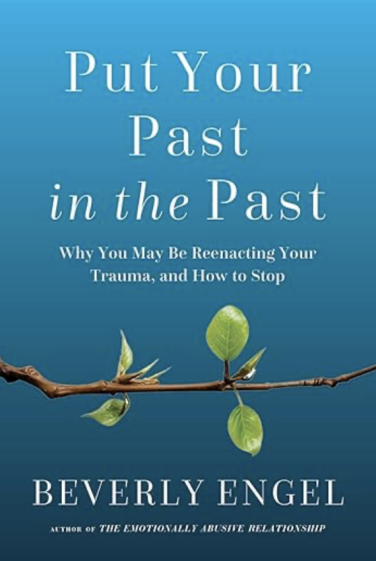 Put Your
Past
in the Past
Why You May Be Reenacting Your
Trauma, and How to Stop
BEVERLY ENGEL
AUTHOR OF THE EMOTIONALLY ABUSIVE RELATIONSHIP